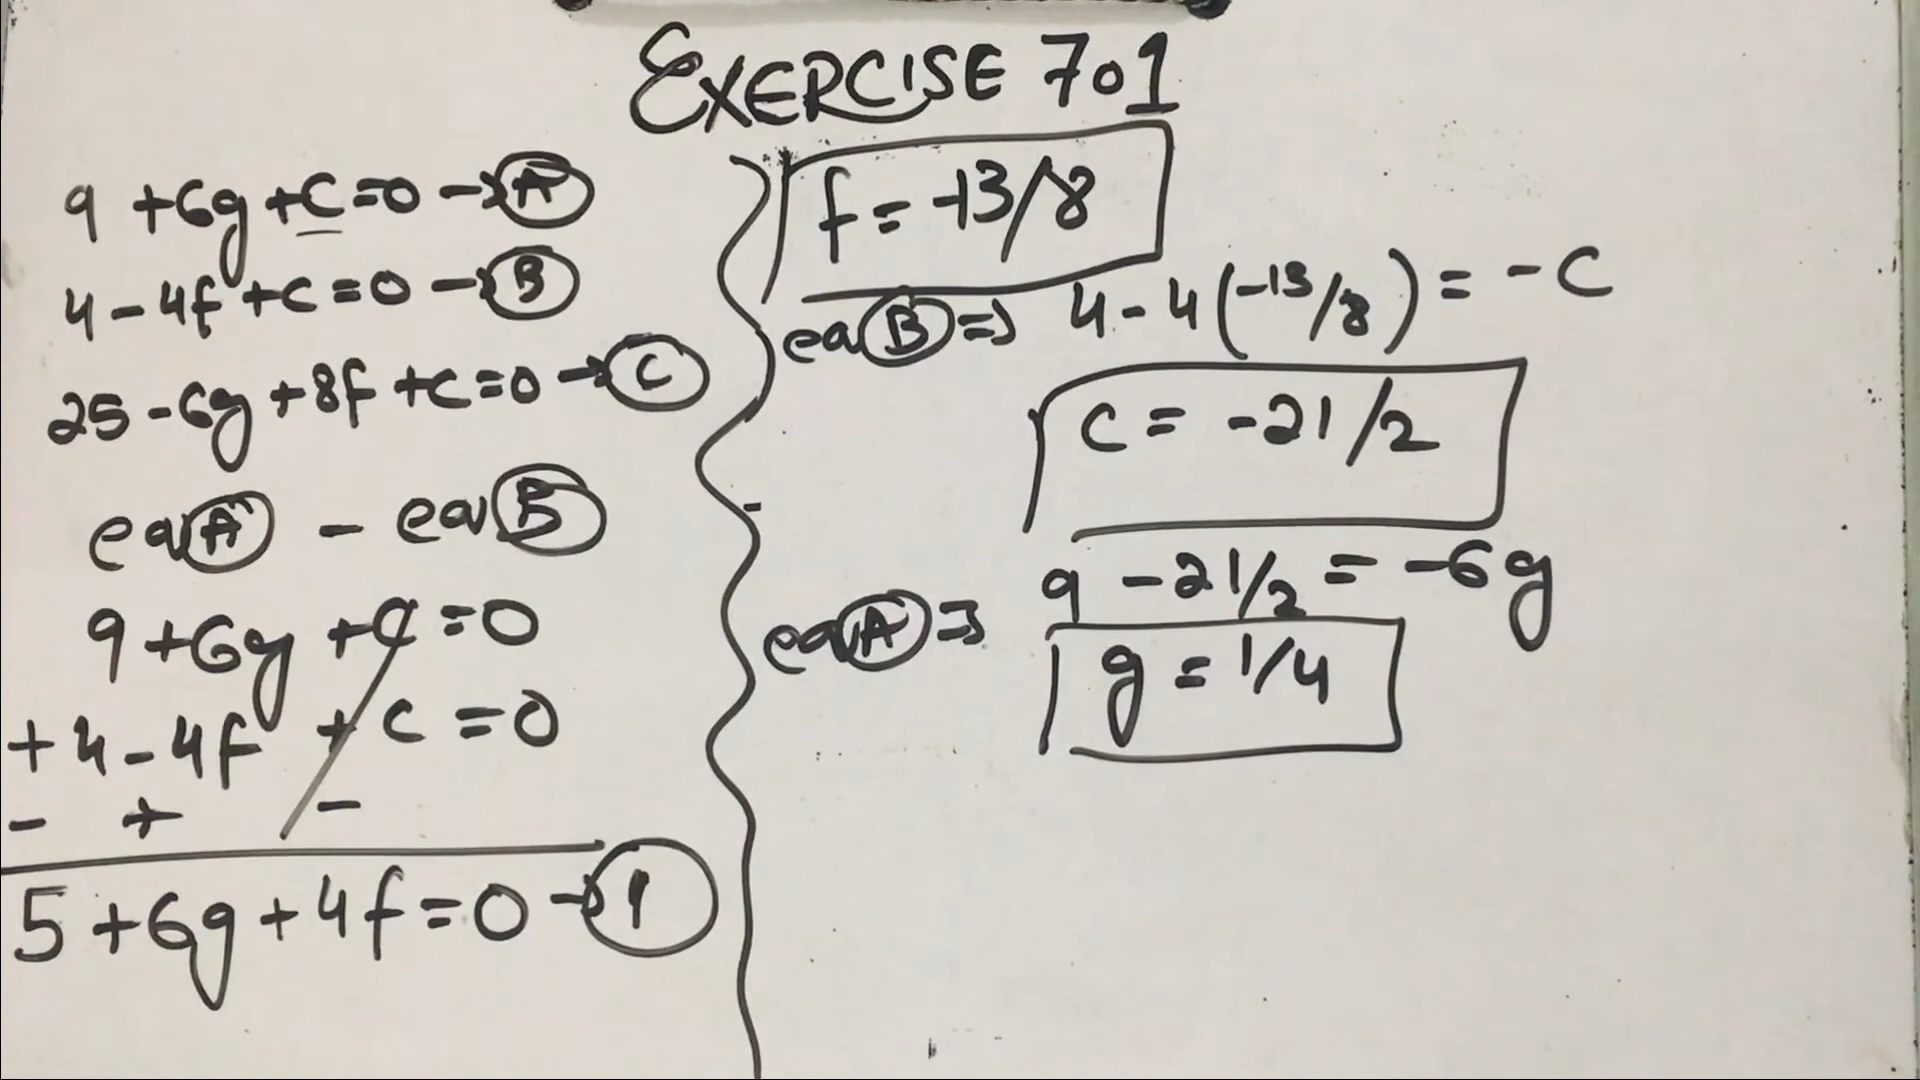 EXERCISE 7.1
9 + 6g + C = 0 → A
4 - 4f + c = 0 → B
25 - 6g + 8f + c = 0 → C
eq A - eq B
9 + 6g + c = 0
+4 - 4f + c = 0
- + -
5 + 6g + 4f = 0 → 1
f = -13/8
eq B ⇒ 4 - 4(-13/8) = -C
C = -21/2
eq A ⇒ 9 - 21/2 = -6g
g = 1/4